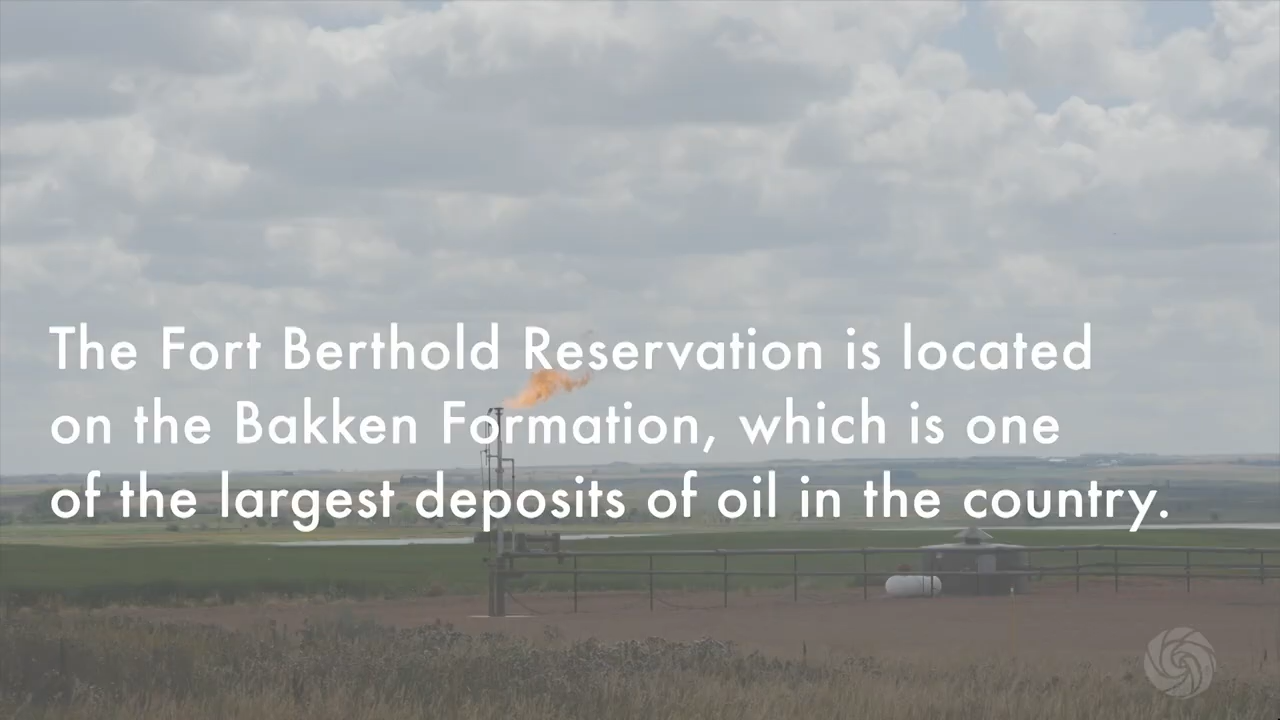 The Fort Berthold Reservation is located
on the Bakken Formation, which is one
of the largest deposits of oil in the country.